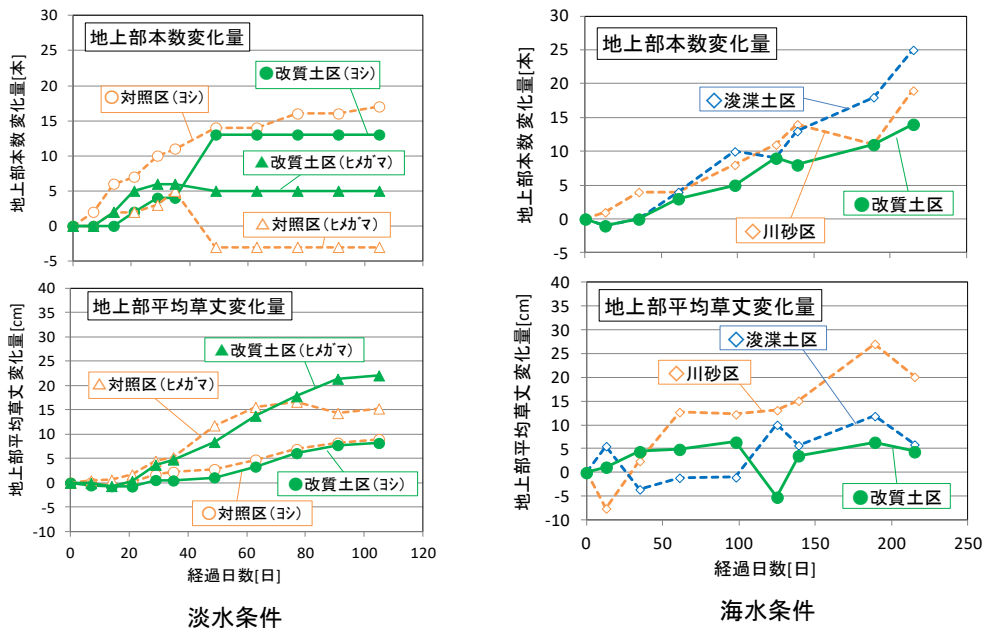 地上部本数変化量
地上部本数 変化量[本]
30
25
20
15
10
5
0
-5
0
20
40
60
80
100
120
対照区(ﾖｼ)
改質土区(ﾖｼ)
改質土区(ﾋﾒｶﾞﾏ)
対照区(ﾋﾒｶﾞﾏ)
地上部平均草丈変化量
地上部平均草丈 変化量[cm]
40
35
30
25
20
15
10
5
0
-5
-10
改質土区(ﾋﾒｶﾞﾏ)
対照区(ﾋﾒｶﾞﾏ)
改質土区(ﾖｼ)
対照区(ﾖｼ)
0
20
40
60
80
100
120
経過日数[日]
淡水条件
地上部本数変化量
地上部本数 変化量[本]
30
25
20
15
10
5
0
-5
浚渫土区
改質土区
川砂区
地上部平均草丈変化量
地上部平均草丈 変化量[cm]
40
35
30
25
20
15
10
5
0
-5
-10
浚渫土区
川砂区
改質土区
0
50
100
150
200
250
経過日数[日]
海水条件